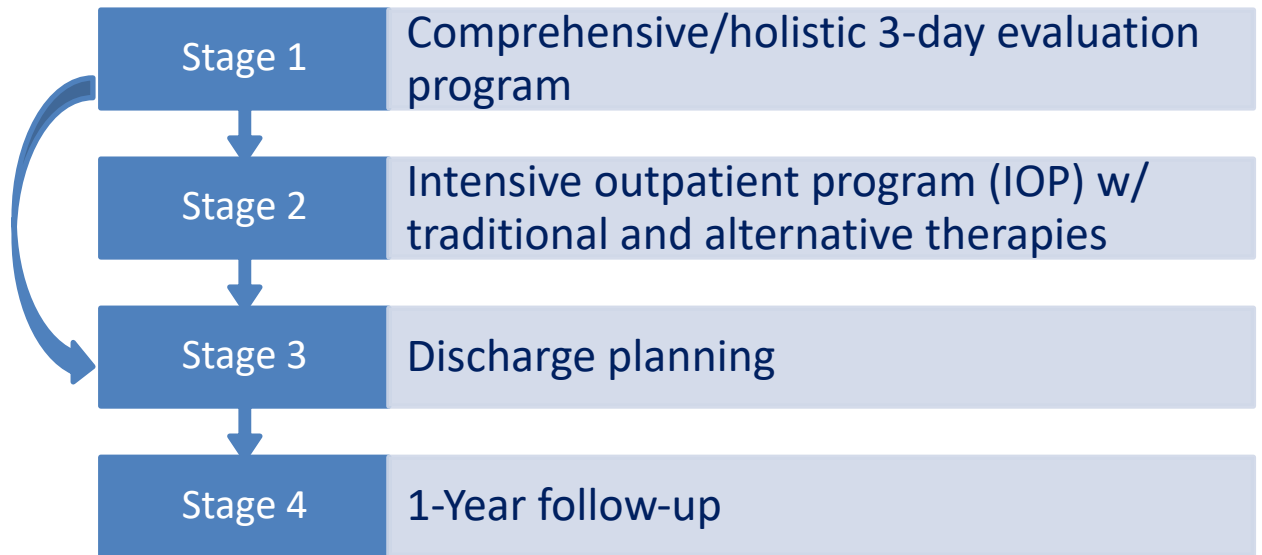 Stage 1
Comprehensive/holistic 3-day evaluation
program
Stage 2
Intensive outpatient program (IOP) w/
traditional and alternative therapies
Stage 3
Discharge planning
Stage 4
1-Year follow-up